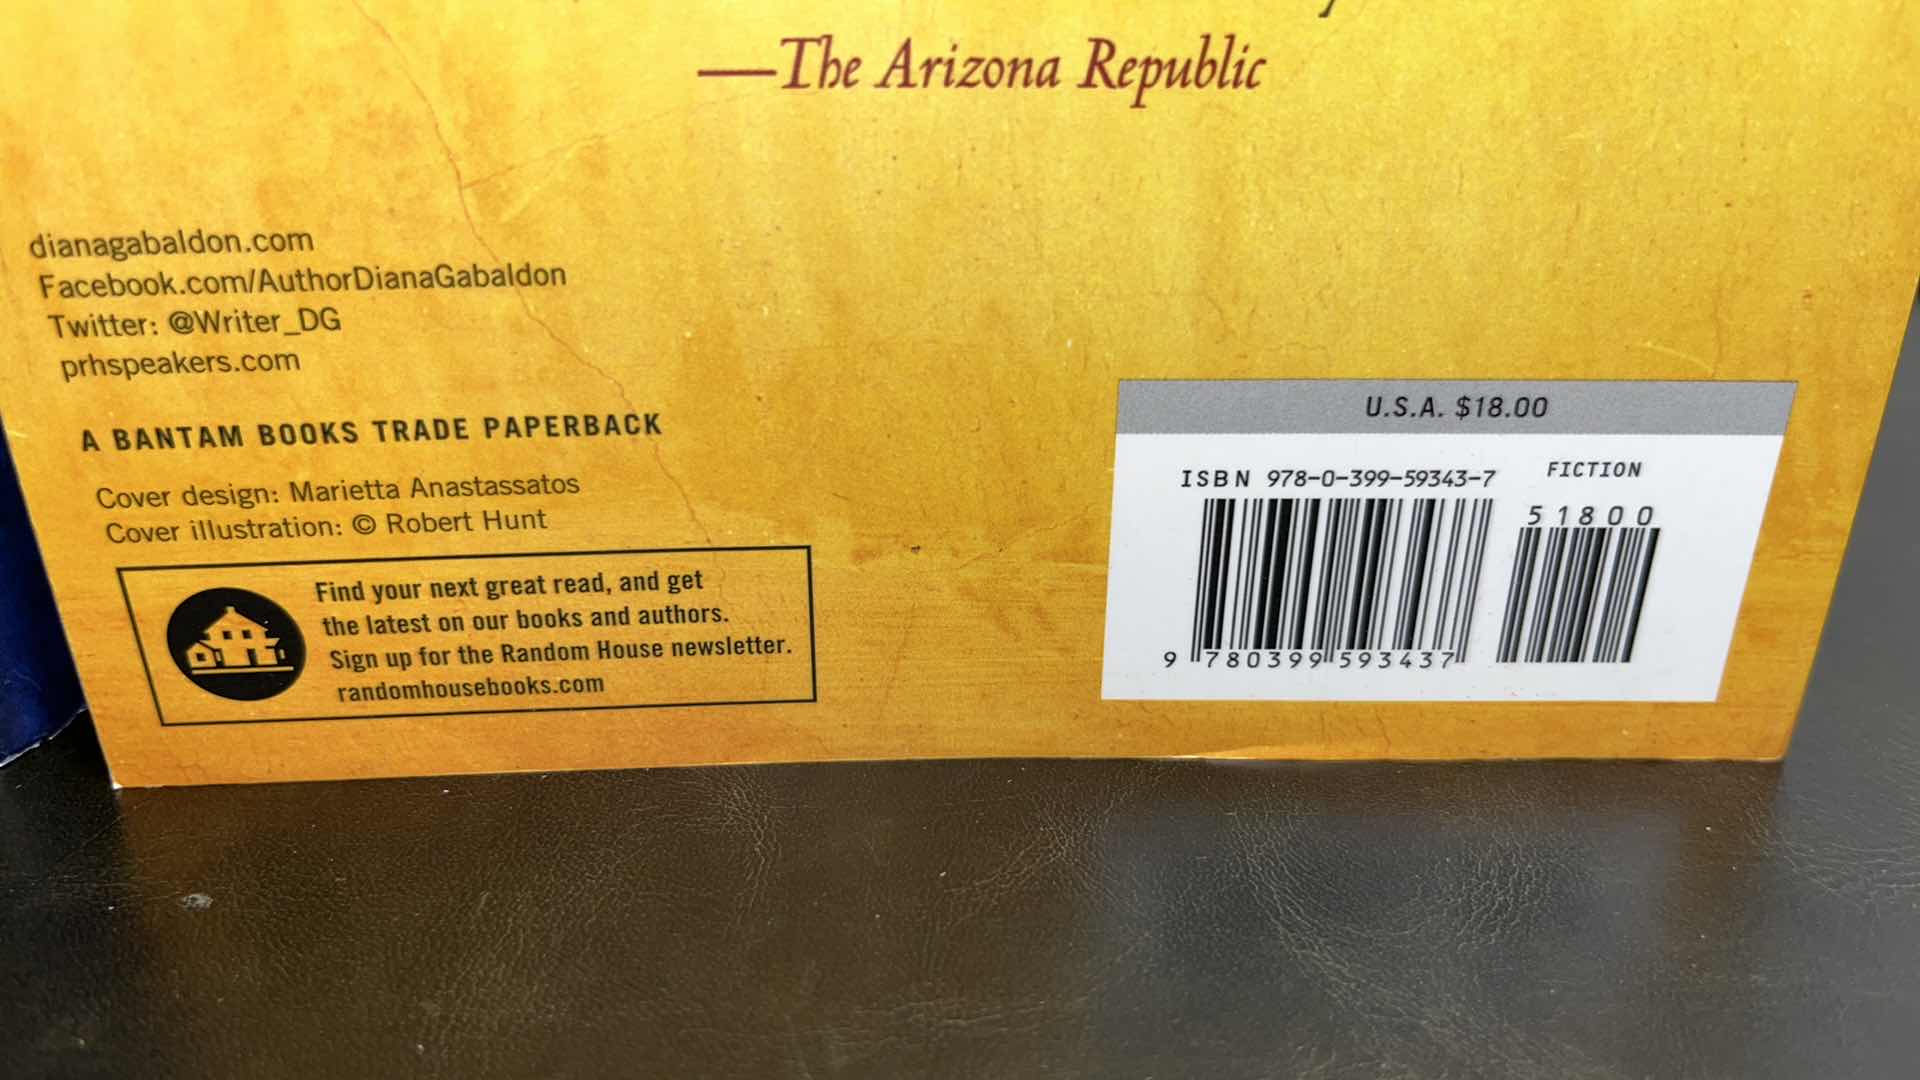 —The Arizona Republic
dianagabaldon.com
Facebook.com/AuthorDianaGabaldon
Twitter: @Writer_DG
prhspeakers.com
A BANTAM BOOKS TRADE PAPERBACK
Cover design: Marietta Anastassatos
Cover illustration: © Robert Hunt
Find your next great read, and get
the latest on our books and authors.
Sign up for the Random House newsletter.
randomhousebooks.com
U.S.A. $18.00
ISBN 978-0-399-59343-7
FICTION
51800
9 780399 593437